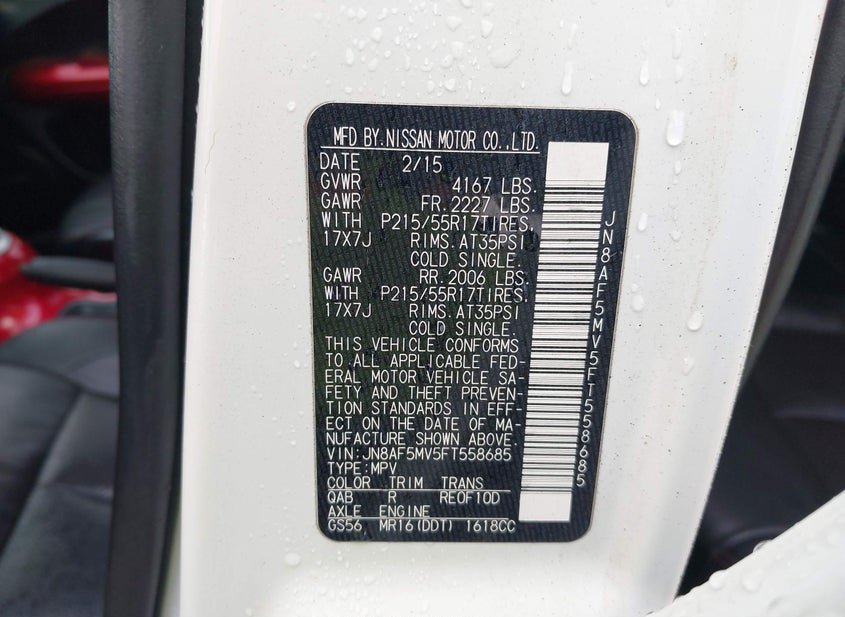 MFD BY.NISSAN MOTOR CO.,LTD.
DATE 2/15
GVWR 4167 LBS.
GAWR FR.2227 LBS.
WITH P215/55R17TIRES,
17X7J RIMS.AT35PSI
COLD SINGLE.
GAWR RR.2006 LBS.
WITH P215/55R17TIRES,
17X7J RIMS.AT35PSI
COLD SINGLE.
THIS VEHICLE CONFORMS
TO ALL APPLICABLE FED-
ERAL MOTOR VEHICLE SA-
FETY AND THEFT PREVEN-
TION STANDARDS IN EFF-
ECT ON THE DATE OF MA-
NUFACTURE SHOWN ABOVE.
VIN:JN8AF5MV5FT558685
TYPE:MPV
COLOR TRIM TRANS
QAB R REOF10D
AXLE ENGINE
GS56 MR16(DDT) 1618CC
JN8AF5MV5FT558685